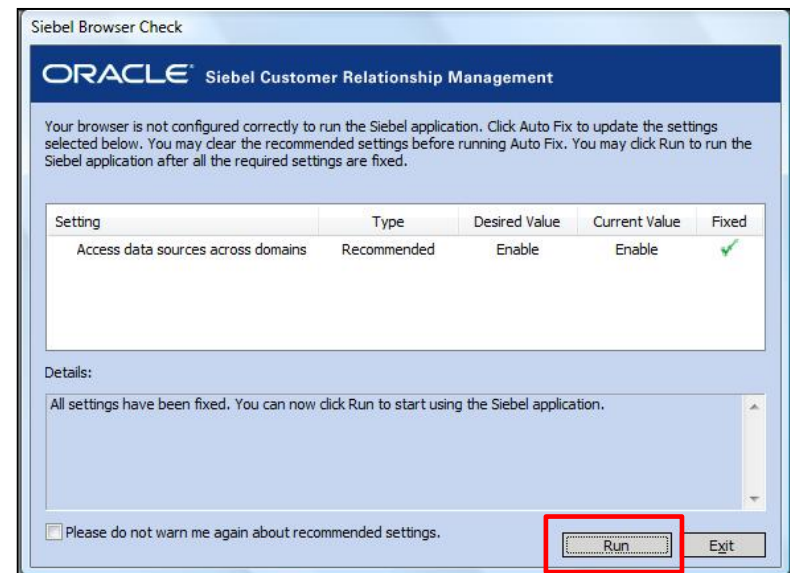 Siebel Browser Check
ORACLE® Siebel Customer Relationship Management
Your browser is not configured correctly to run the Siebel application. Click Auto Fix to update the settings
selected below. You may clear the recommended settings before running Auto Fix. You may click Run to run the
Siebel application after all the required settings are fixed.
Setting Type Desired Value Current Value Fixed
Access data sources across domains Recommended Enable Enable
Details:
All settings have been fixed. You can now click Run to start using the Siebel application.
Please do not warn me again about recommended settings.
Run Exit